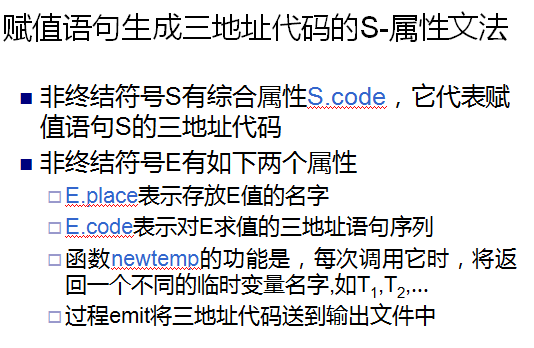 赋值语句生成三地址代码的S-属性文法
非终结符号S有综合属性S.code，它代表赋
值语句S的三地址代码
非终结符号E有如下两个属性
E.place表示存放E值的名字
E.code表示对E求值的三地址语句序列
函数newtemp的功能是，每次调用它时，将返
回一个不同的临时变量名字,如T1,T2,...
过程emit将三地址代码送到输出文件中